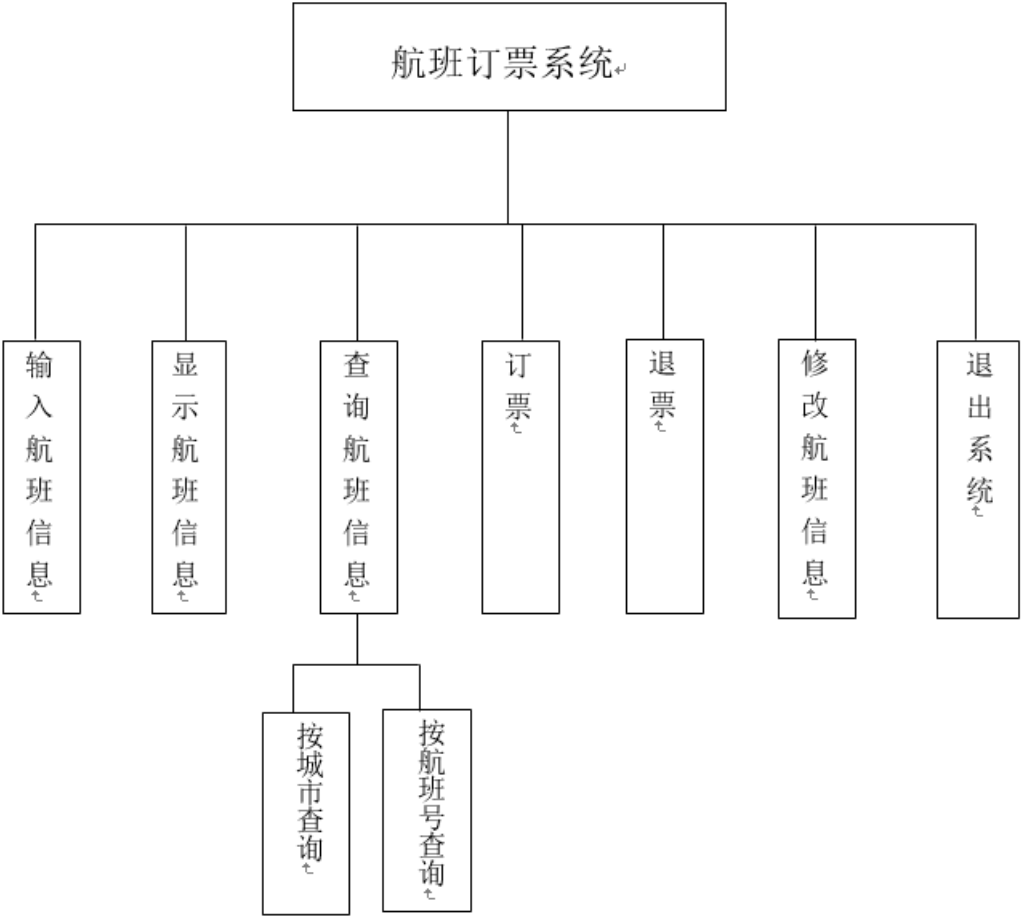 航班订票系统
输入航班信息
显示航班信息
查询航班信息
订票
退票
修改航班信息
退出系统
按城市查询
按航班号查询